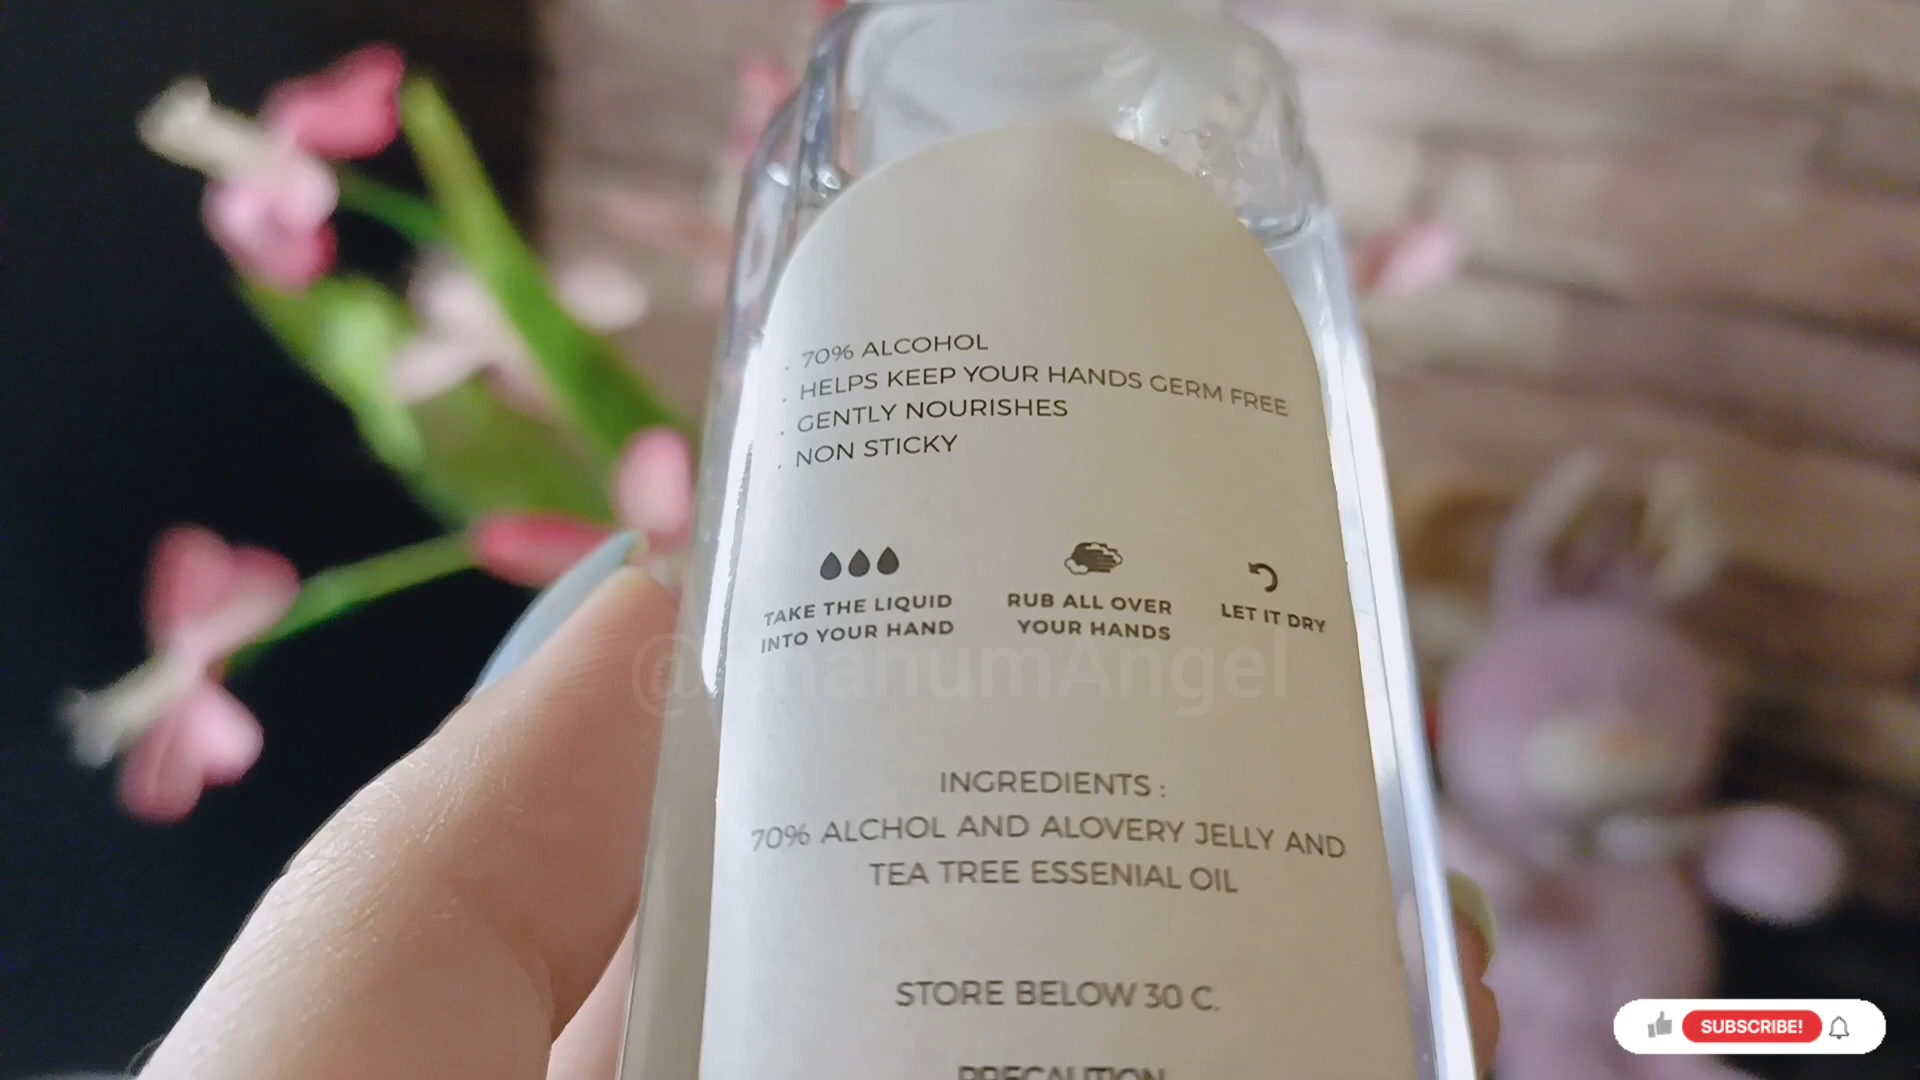 . 70% ALCOHOL
. HELPS KEEP YOUR HANDS GERM FREE
. GENTLY NOURISHES
. NON STICKY
TAKE THE LIQUID
INTO YOUR HAND
RUB ALL OVER
YOUR HANDS
LET IT DRY
INGREDIENTS :
70% ALCHOL AND ALOVERY JELLY AND
TEA TREE ESSENIAL OIL
STORE BELOW 30 C.
PRECAUTION
SUBSCRIBE!